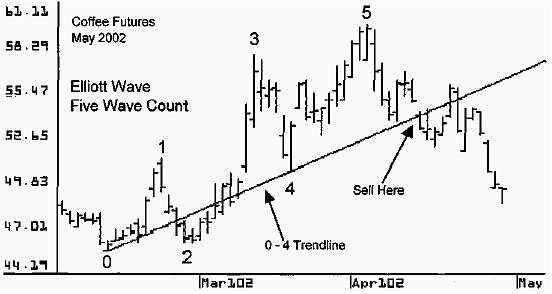 61.11
Coffee Futures
May 2002
58.29
5
3
55.47
Elliott Wave
Five Wave Count
52.65
1
49.83
Sell Here
4
47.01
0 - 4 Trendline
2
0
44.19
Mar102
Apr102
May